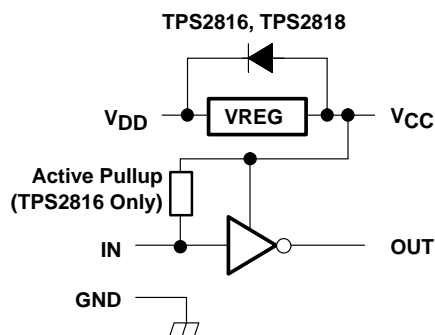 TPS2816, TPS2818
VDD
VREG
VCC
Active Pullup
(TPS2816 Only)
IN
OUT
GND